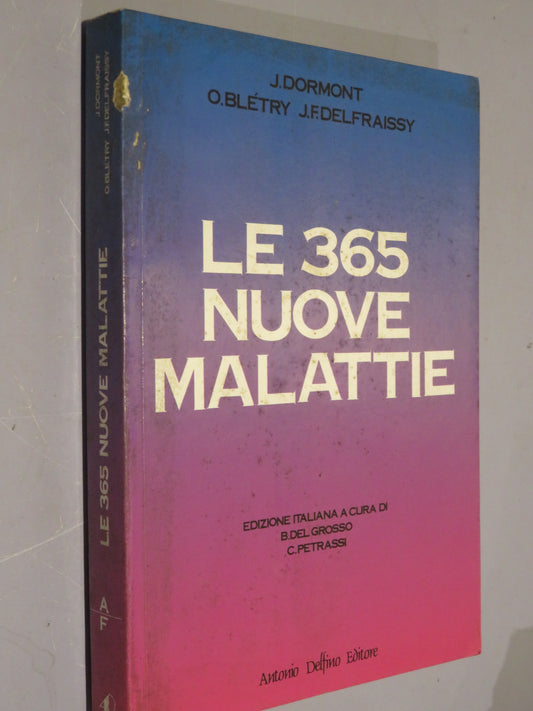 J.DORMONT
O.BLÉTRY J.F.DELFRAISSY
LE 365
NUOVE
MALATTIE
EDIZIONE ITALIANA A CURA DI
B.DEL GROSSO
C.PETRASSI
Antonio Delfino Editore
J.DORMONT
O.BLÉTRY J.F.DELFRAISSY
LE 365 NUOVE MALATTIE
A/F